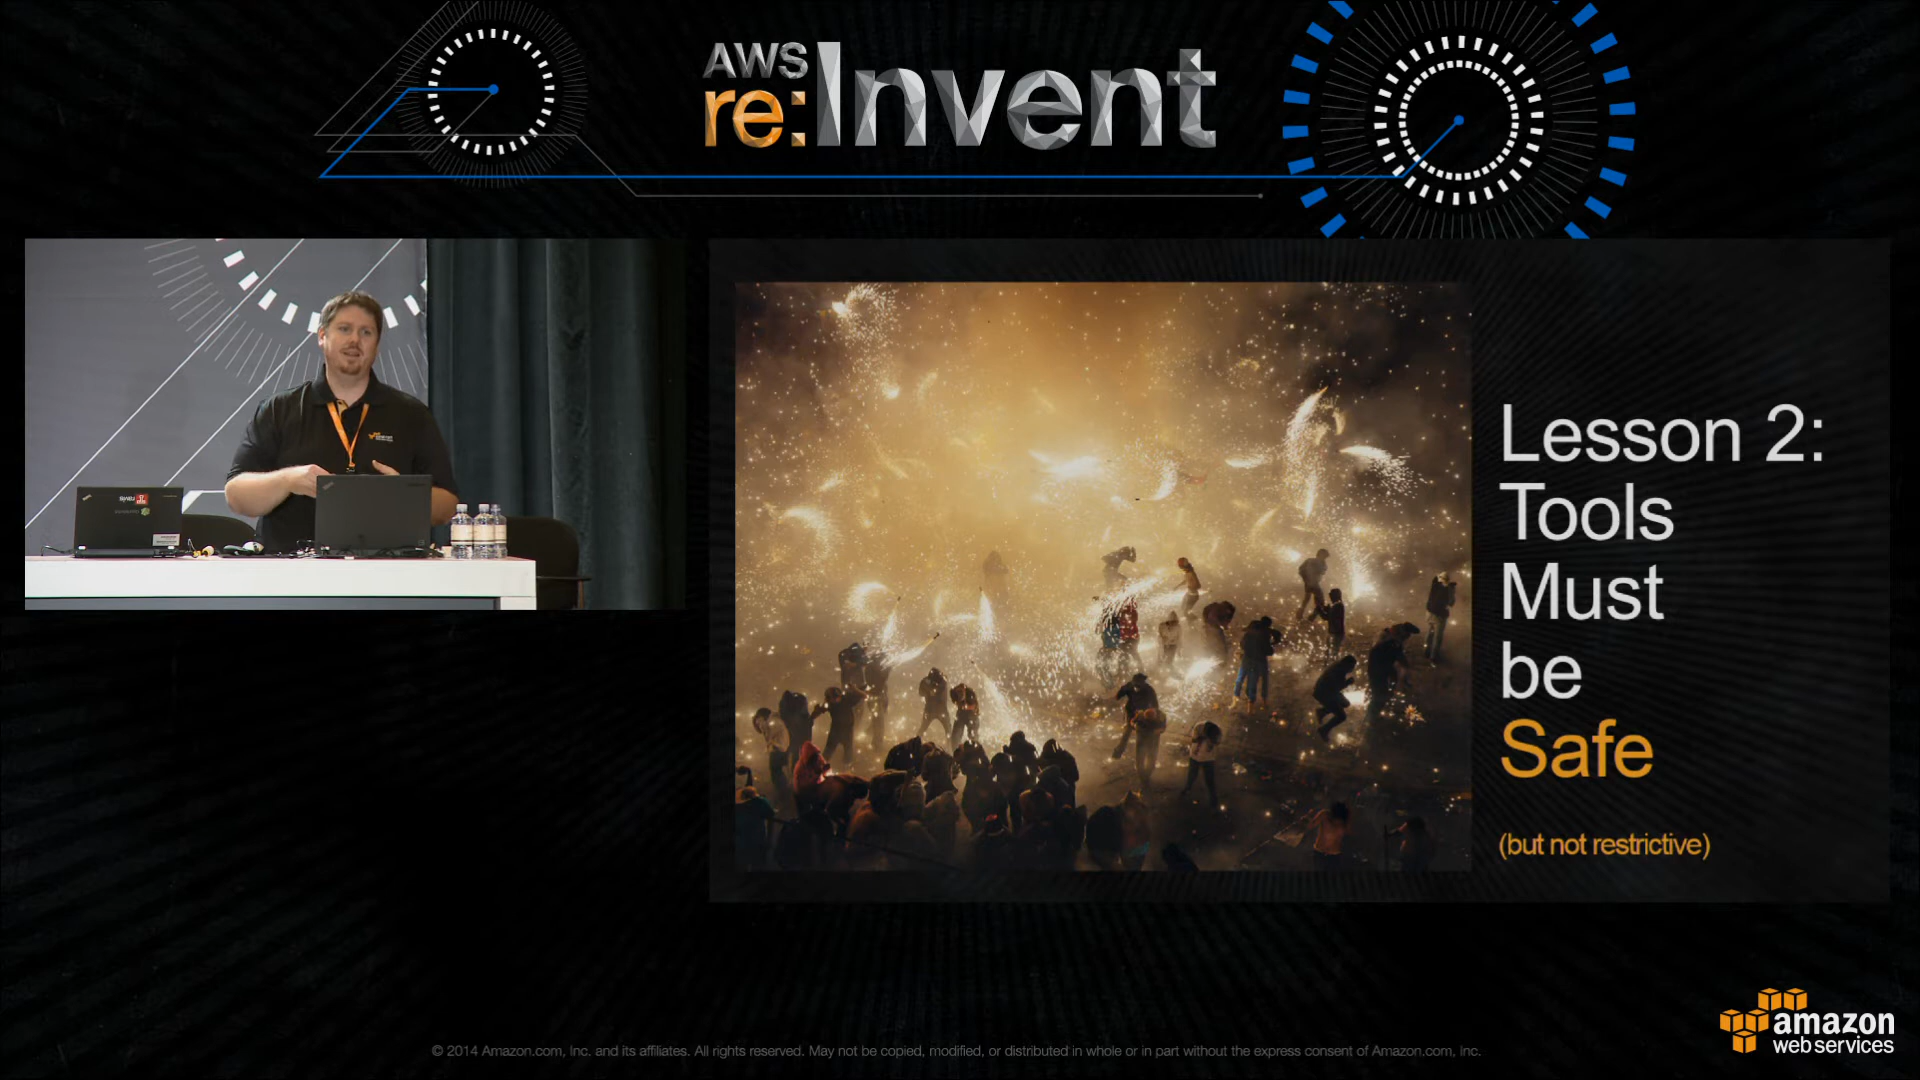 AWS
re:Invent
Lesson 2:
Tools
Must
be
Safe
(but not restrictive)
amazon
web services
© 2014 Amazon.com, Inc. and its affiliates. All rights reserved. May not be copied, modified, or distributed in whole or in part without the express consent of Amazon.com, Inc.